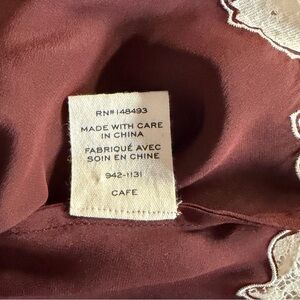 RN# 148493
MADE WITH CARE
IN CHINA
FABRIQUÉ AVEC
SOIN EN CHINE
942-1131
CAFE